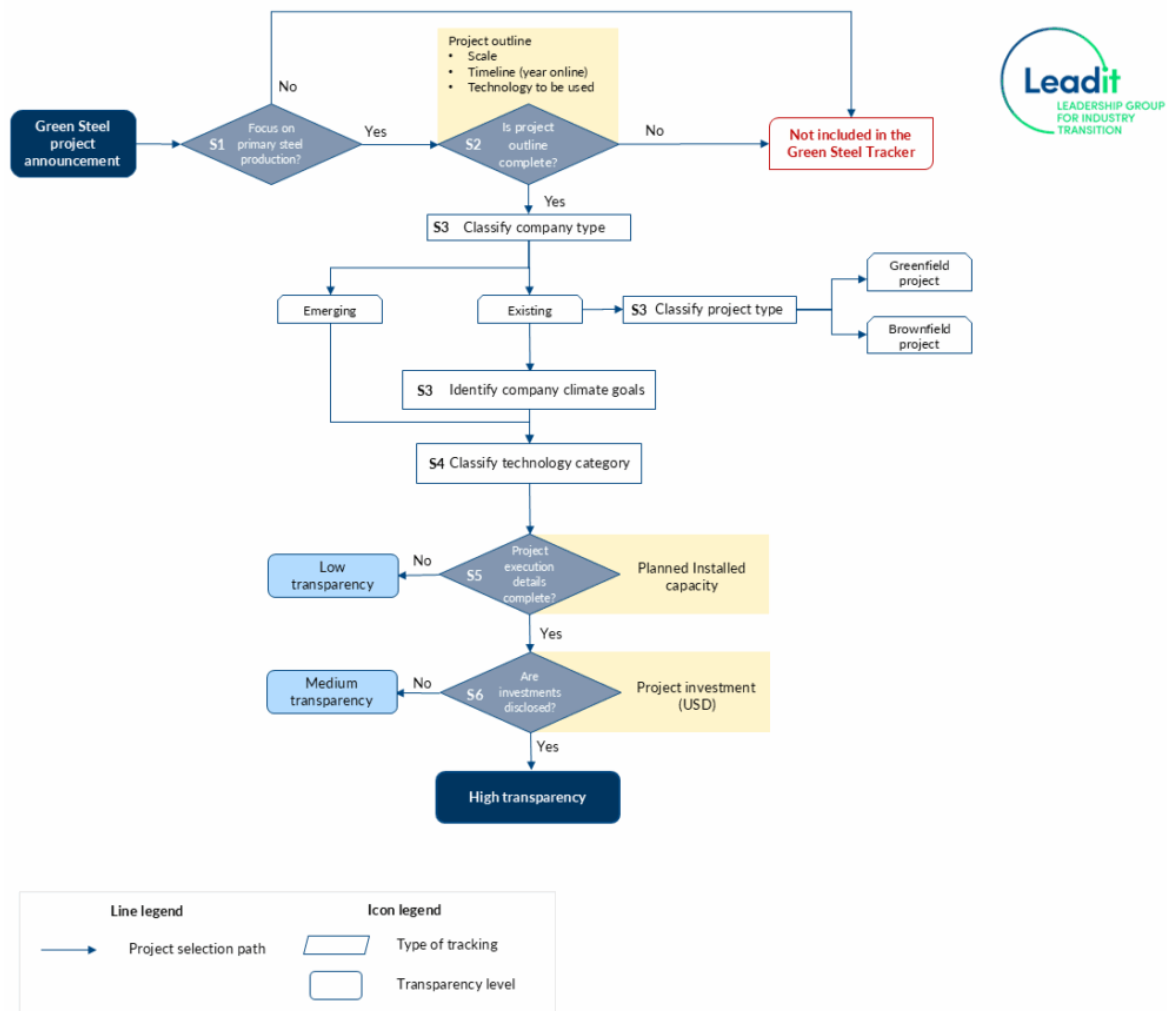 Project outline
• Scale
• Timeline (year online)
• Technology to be used
Leadit
LEADERSHIP GROUP
FOR INDUSTRY
TRANSITION
No
Green Steel
project
announcement
S1
Focus on
primary steel
production?
Yes
S2
Is project
outline
complete?
No
Not included in the
Green Steel Tracker
Yes
S3 Classify company type
Emerging
Existing
S3 Classify project type
Greenfield
project
Brownfield
project
S3 Identify company climate goals
S4 Classify technology category
Low
transparency
No
S5
Project
execution
details
complete?
Planned Installed
capacity
Yes
Medium
transparency
No
S6
Are
investments
disclosed?
Project investment
(USD)
Yes
High transparency
Line legend
Icon legend
Project selection path
Type of tracking
Transparency level